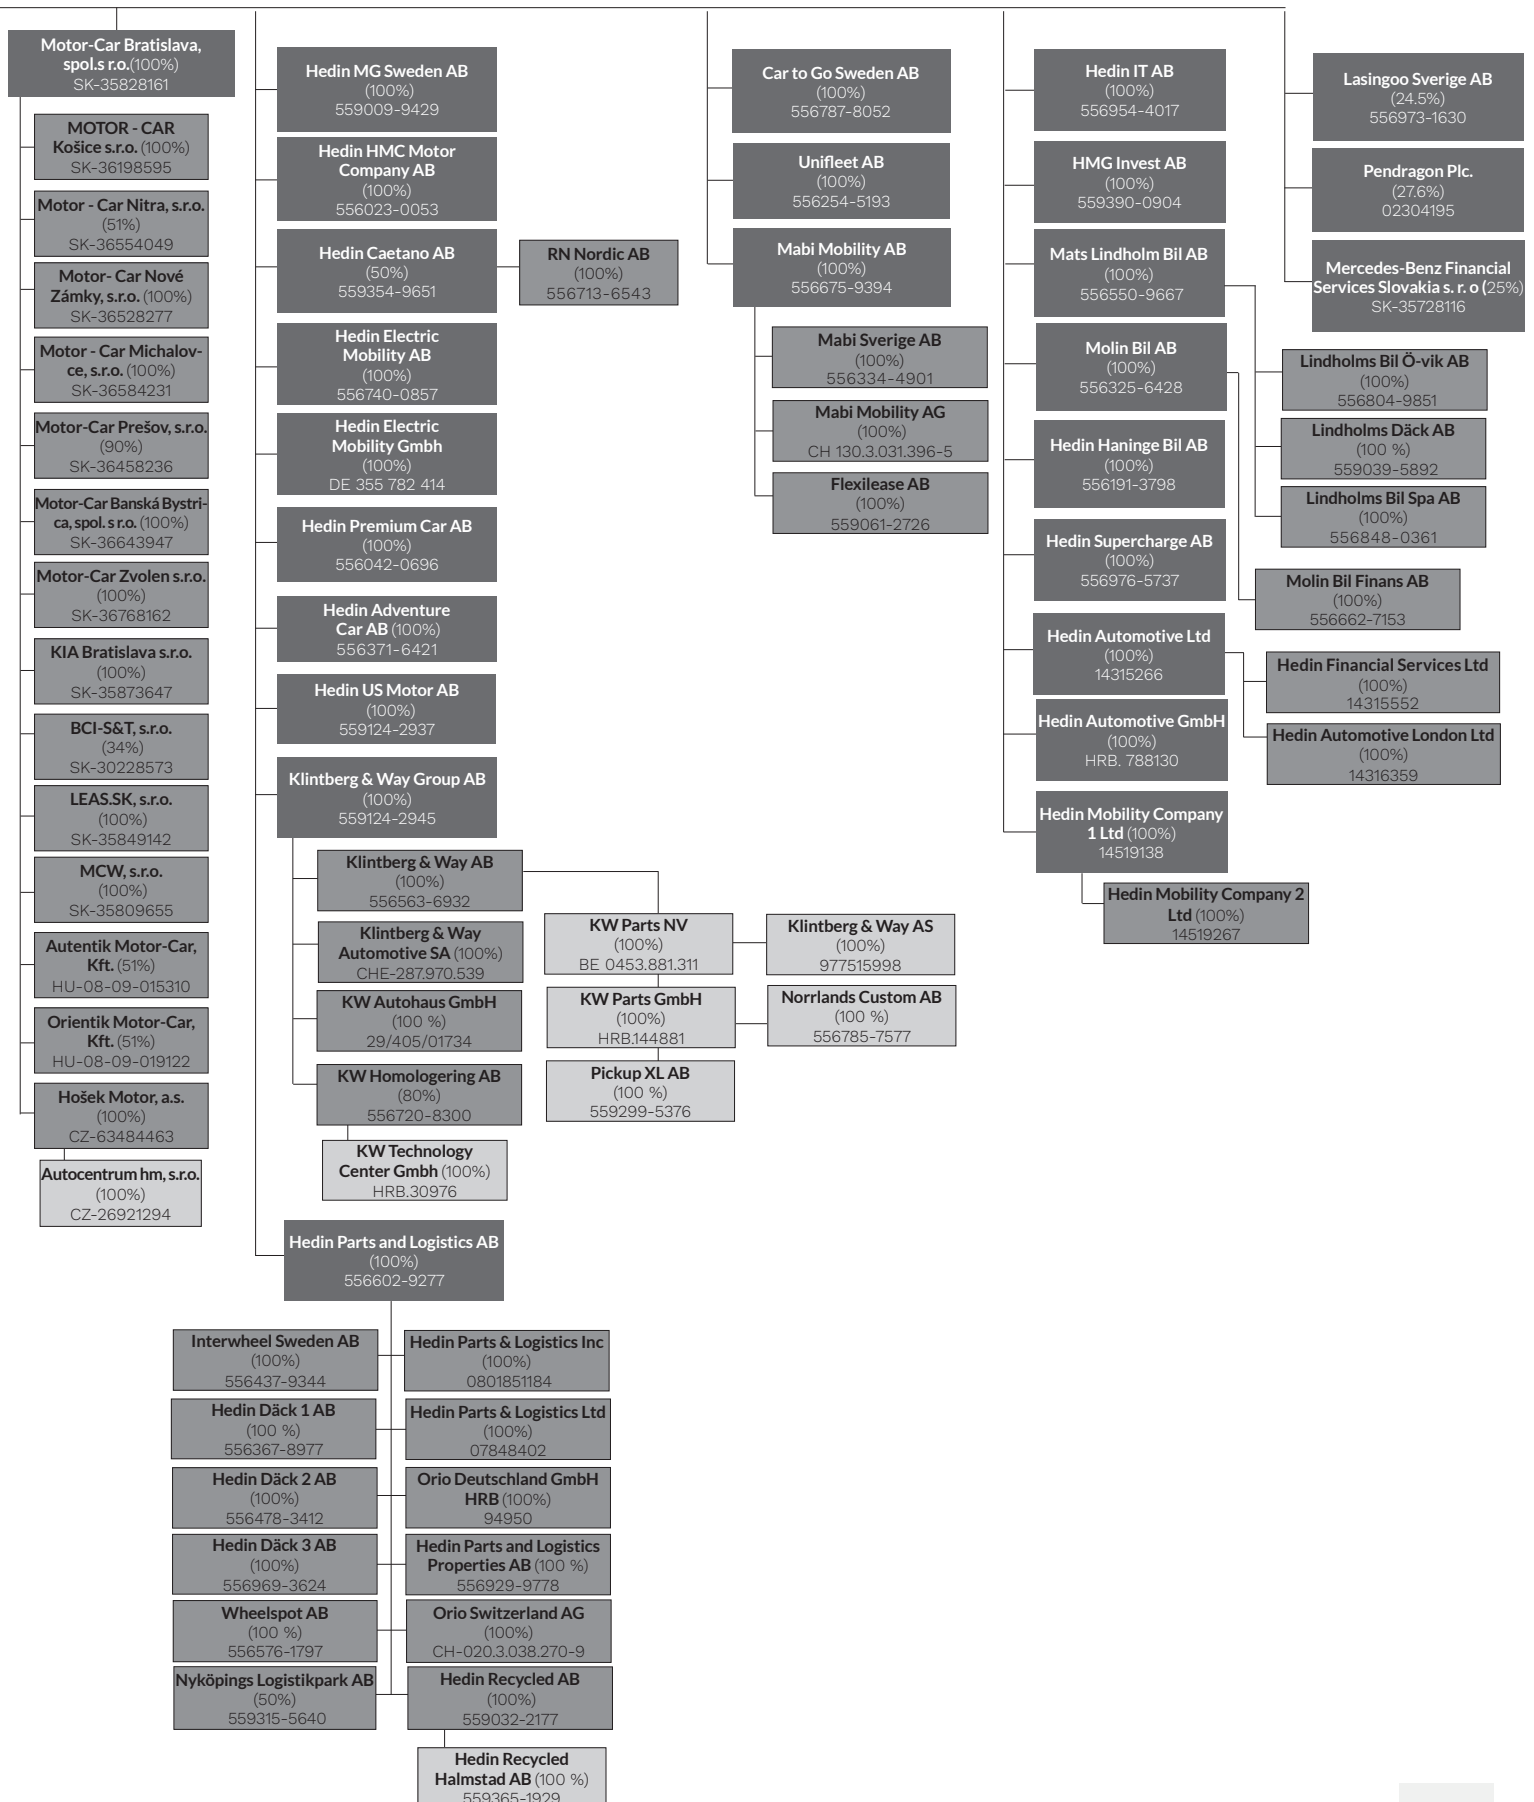 Motor-Car Bratislava,
spol.s r.o.(100%)
SK-35828161
MOTOR - CAR
Košice s.r.o. (100%)
SK-36198595
Motor - Car Nitra, s.r.o.
(51%)
SK-36554049
Motor- Car Nové
Zámky, s.r.o. (100%)
SK-36528277
Motor - Car Michalov-
ce, s.r.o. (100%)
SK-36584231
Motor-Car Prešov, s.r.o.
(90%)
SK-36458236
Motor-Car Banská Bystri-
ca, spol. s r.o. (100%)
SK-36643947
Motor-Car Zvolen s.r.o.
(100%)
SK-36768162
KIA Bratislava s.r.o.
(100%)
SK-35873647
BCI-S&T, s.r.o.
(34%)
SK-30228573
LEAS.SK, s.r.o.
(100%)
SK-35849142
MCW, s.r.o.
(100%)
SK-35809655
Autentik Motor-Car,
Kft. (51%)
HU-08-09-015310
Orientik Motor-Car,
Kft. (51%)
HU-08-09-019122
Hošek Motor, a.s.
(100%)
CZ-63484463
Autocentrum hm, s.r.o.
(100%)
CZ-26921294
Hedin MG Sweden AB
(100%)
559009-9429
Hedin HMC Motor
Company AB
(100%)
556023-0053
Hedin Caetano AB
(50%)
559354-9651
RN Nordic AB
(100%)
556713-6543
Hedin Electric
Mobility AB
(100%)
556740-0857
Hedin Electric
Mobility Gmbh
(100%)
DE 355 782 414
Hedin Premium Car AB
(100%)
556042-0696
Hedin Adventure
Car AB (100%)
556371-6421
Hedin US Motor AB
(100%)
559124-2937
Klintberg & Way Group AB
(100%)
559124-2945
Klintberg & Way AB
(100%)
556563-6932
Klintberg & Way
Automotive SA (100%)
CHE-287.970.539
KW Autohaus GmbH
(100 %)
29/405/01734
KW Homologering AB
(80%)
556720-8300
KW Technology
Center Gmbh (100%)
HRB.30976
KW Parts NV
(100%)
BE 0453.881.311
Klintberg & Way AS
(100%)
977515998
KW Parts GmbH
(100%)
HRB.144881
Norrlands Custom AB
(100 %)
556785-7577
Pickup XL AB
(100 %)
559299-5376
Hedin Parts and Logistics AB
(100%)
556602-9277
Interwheel Sweden AB
(100%)
556437-9344
Hedin Parts & Logistics Inc
(100%)
0801851184
Hedin Däck 1 AB
(100 %)
556367-8977
Hedin Parts & Logistics Ltd
(100%)
07848402
Hedin Däck 2 AB
(100%)
556478-3412
Orio Deutschland GmbH
HRB (100%)
94950
Hedin Däck 3 AB
(100%)
556969-3624
Hedin Parts and Logistics
Properties AB (100 %)
556929-9778
Wheelspot AB
(100 %)
556576-1797
Orio Switzerland AG
(100%)
CH-020.3.038.270-9
Nyköpings Logistikpark AB
(50%)
559315-5640
Hedin Recycled AB
(100%)
559032-2177
Hedin Recycled
Halmstad AB (100 %)
559365-1929
Car to Go Sweden AB
(100%)
556787-8052
Unifleet AB
(100%)
556254-5193
Mabi Mobility AB
(100%)
556675-9394
Mabi Sverige AB
(100%)
556334-4901
Mabi Mobility AG
(100%)
CH 130.3.031.396-5
Flexilease AB
(100%)
559061-2726
Hedin IT AB
(100%)
556954-4017
HMG Invest AB
(100%)
559390-0904
Mats Lindholm Bil AB
(100%)
556550-9667
Molin Bil AB
(100%)
556325-6428
Hedin Haninge Bil AB
(100%)
556191-3798
Hedin Supercharge AB
(100%)
556976-5737
Hedin Automotive Ltd
(100%)
14315266
Hedin Automotive GmbH
(100%)
HRB. 788130
Hedin Mobility Company
1 Ltd (100%)
14519138
Hedin Mobility Company 2
Ltd (100%)
14519267
Lasingoo Sverige AB
(24.5%)
556973-1630
Pendragon Plc.
(27.6%)
02304195
Mercedes-Benz Financial
Services Slovakia s. r. o (25%)
SK-35728116
Lindholms Bil Ö-vik AB
(100%)
556804-9851
Lindholms Däck AB
(100 %)
559039-5892
Lindholms Bil Spa AB
(100%)
556848-0361
Molin Bil Finans AB
(100%)
556662-7153
Hedin Financial Services Ltd
(100%)
14315552
Hedin Automotive London Ltd
(100%)
14316359